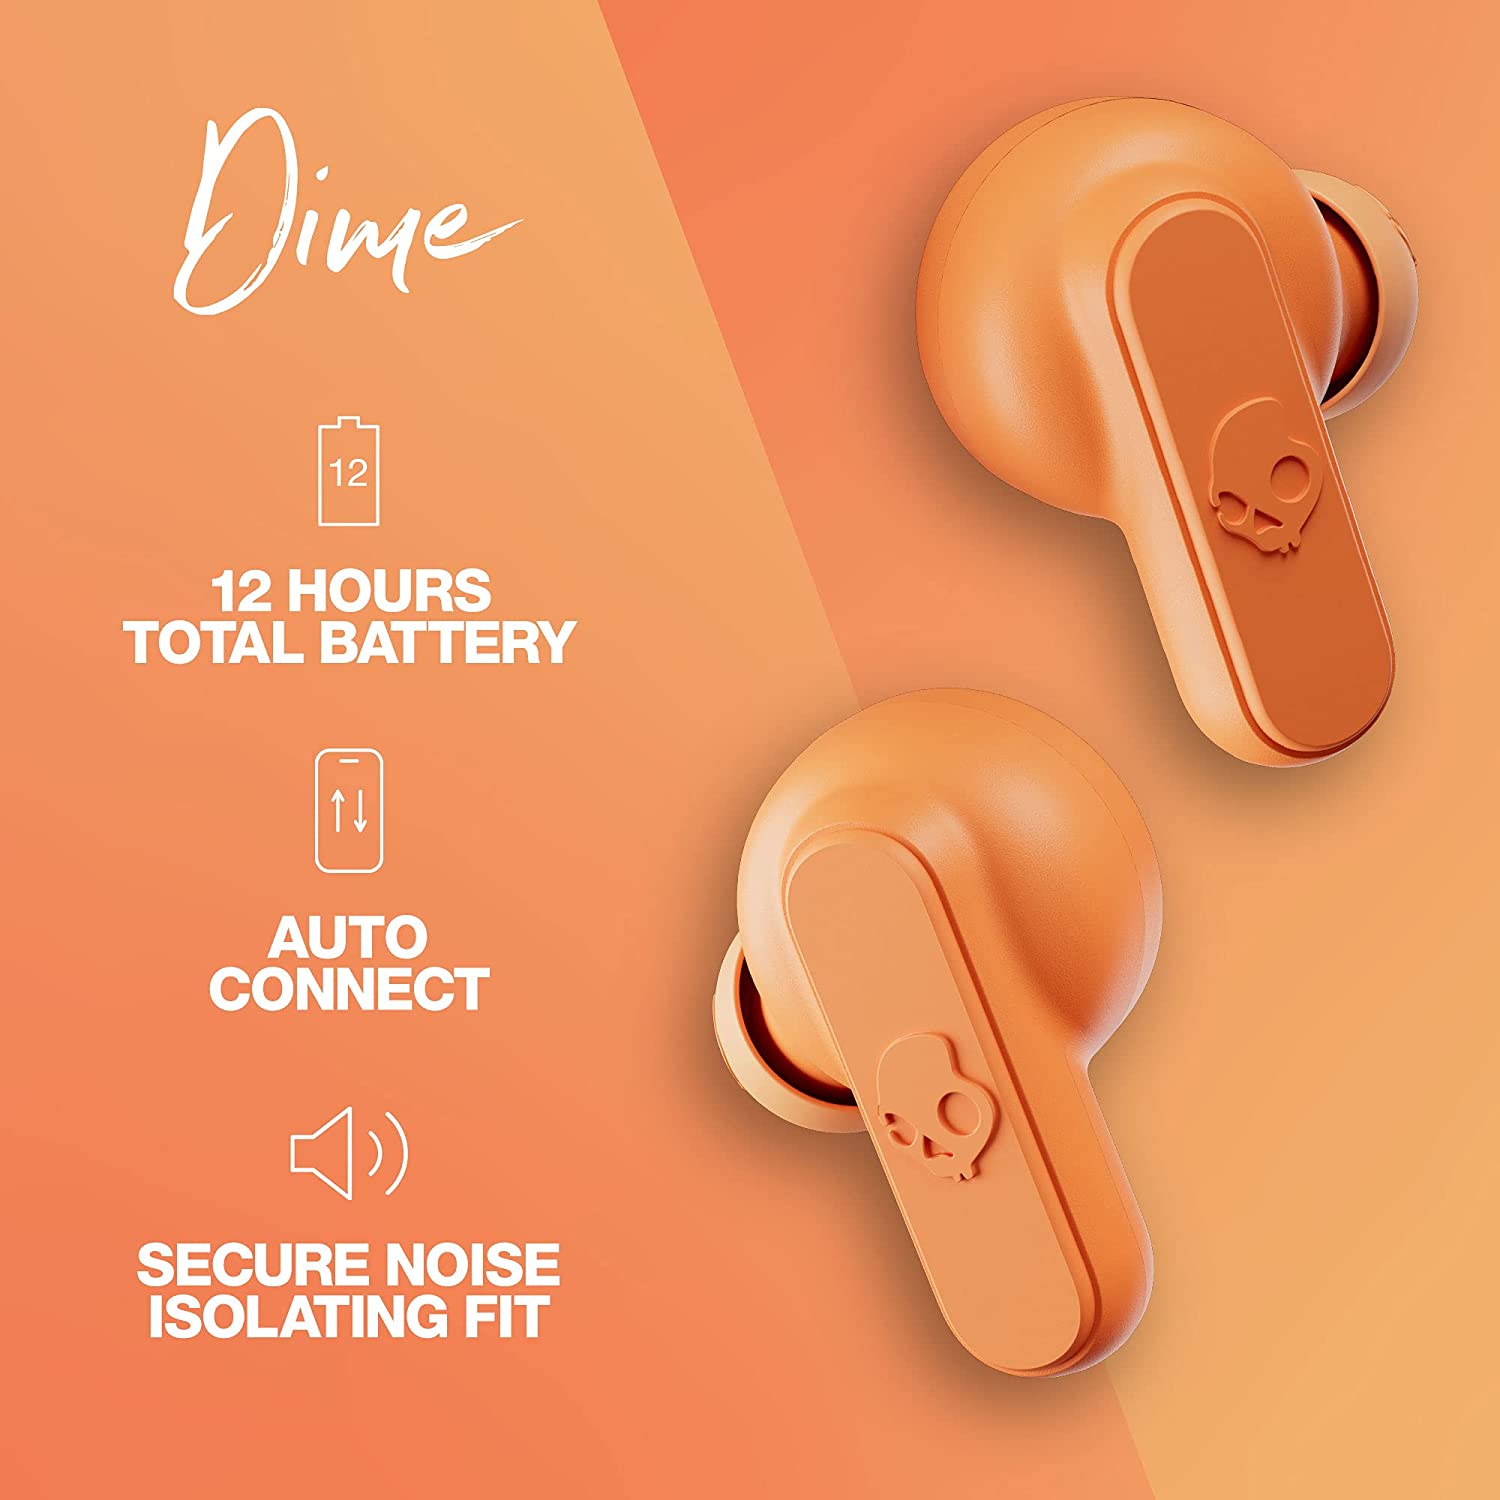 Dime
12
12 HOURS
TOTAL BATTERY
AUTO
CONNECT
SECURE NOISE
ISOLATING FIT